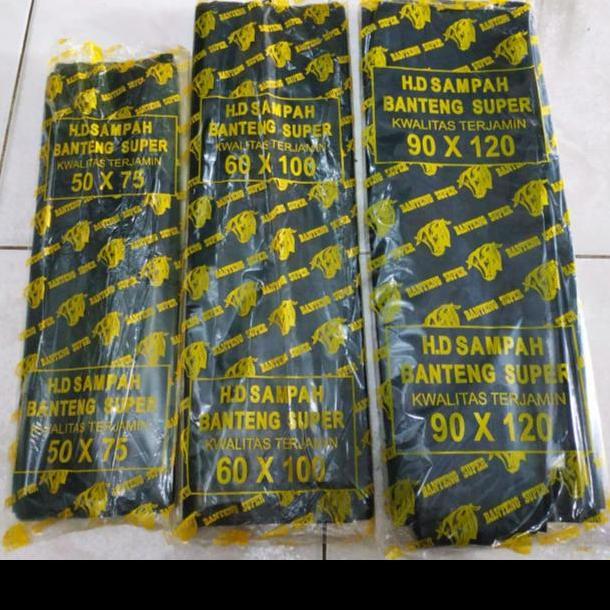 H.D SAMPAH
BANTENG SUPER
KWALITAS TERJAMIN
50 X 75
H.D SAMPAH
BANTENG SUPER
KWALITAS TERJAMIN
50 X 75
H.D SAMPAH
BANTENG SUPER
KWALITAS TERJAMIN
60 X 100
H.D SAMPAH
BANTENG SUPER
KWALITAS TERJAMIN
60 X 100
H.D SAMPAH
BANTENG SUPER
KWALITAS TERJAMIN
90 X 120
H.D SAMPAH
BANTENG SUPER
KWALITAS TERJAMIN
90 X 120
BANTENG SUPER